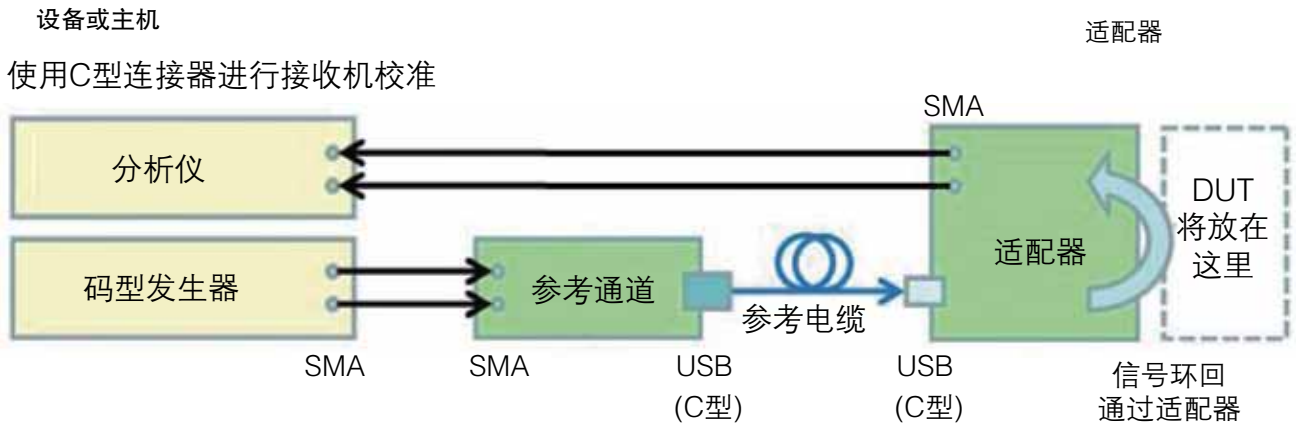 设备或主机
适配器
使用C型连接器进行接收机校准
SMA
分析仪
DUT
将放在
这里
适配器
码型发生器
参考通道
参考电缆
SMA
SMA
USB
(C型)
USB
(C型)
信号环回
通过适配器